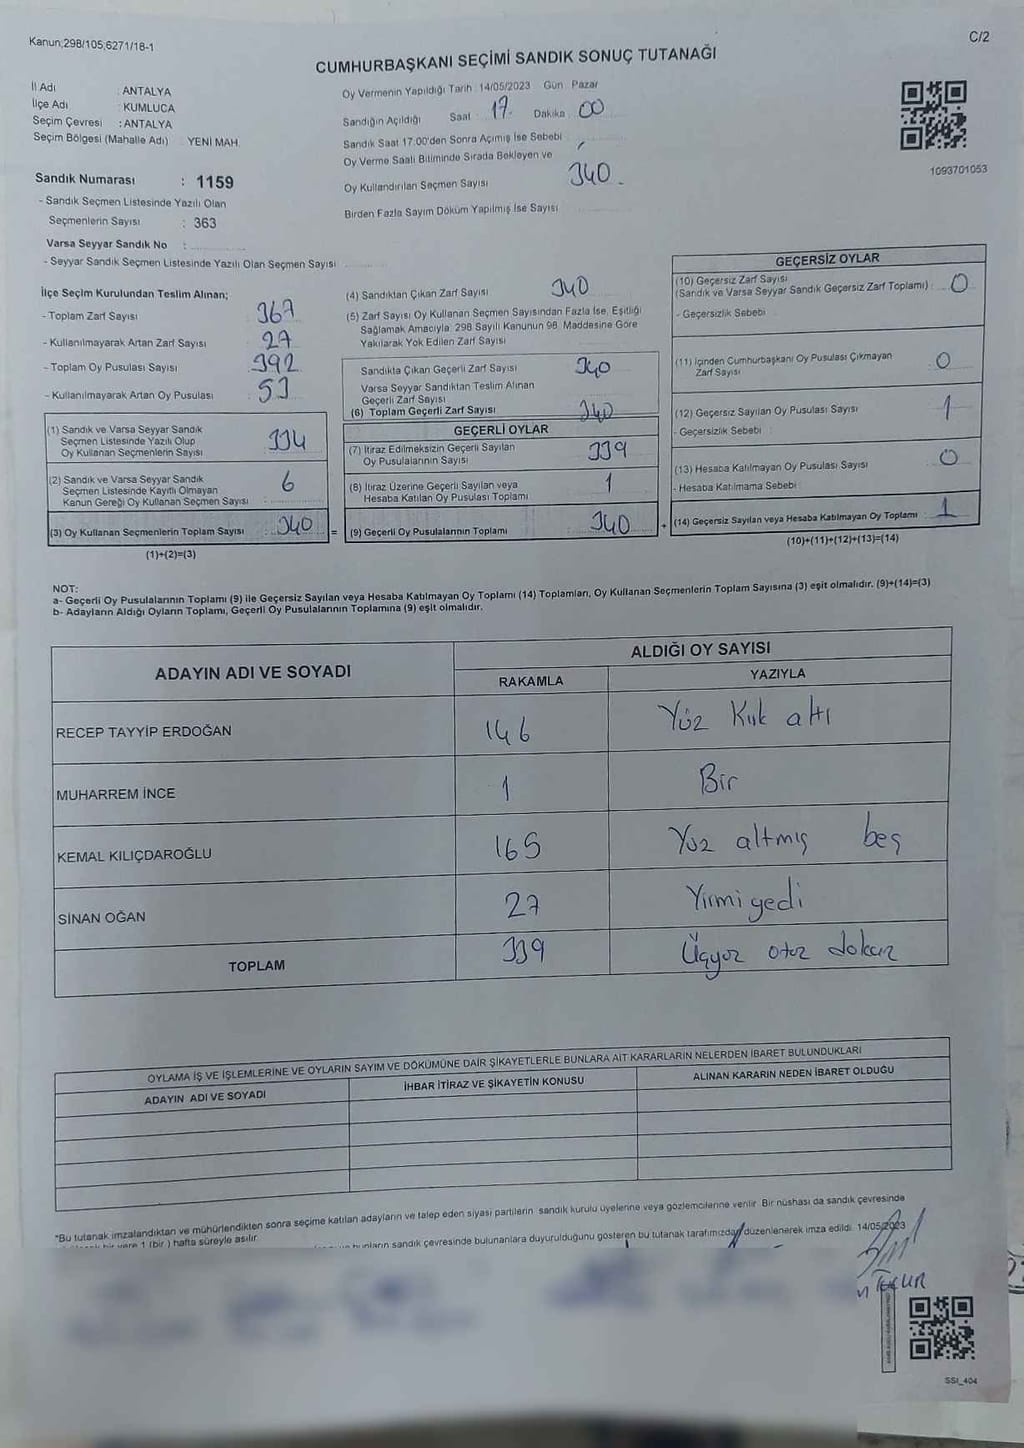 Kanun;298/105,6271/18-1
C/2
CUMHURBAŞKANI SEÇİMİ SANDIK SONUÇ TUTANAĞI
İl Adı : ANTALYA
İlçe Adı : KUMLUCA
Seçim Çevresi : ANTALYA
Seçim Bölgesi (Mahalle Adı) YENİ MAH.
Sandık Numarası : 1159
- Sandık Seçmen Listesinde Yazılı Olan
Seçmenlerin Sayısı : 363
Varsa Seyyar Sandık No :
- Seyyar Sandık Seçmen Listesinde Yazılı Olan Seçmen Sayısı
Oy Vermenin Yapıldığı Tarih : 14/05/2023 Gün : Pazar
Sandığın Açıldığı Saat : 17 Dakika 00
Sandık Saat 17.00'den Sonra Açımış İse Sebebi
Oy Verme Saati Bitiminde Sırada Bekleyen ve
Oy Kullandırılan Seçmen Sayısı 340
Birden Fazla Sayım Döküm Yapılmış İse Sayısı
1093701053
İlçe Seçim Kurulundan Teslim Alınan;
- Toplam Zarf Sayısı 367
- Kullanılmayarak Artan Zarf Sayısı 27
- Toplam Oy Pusulası Sayısı 392
- Kullanılmayarak Artan Oy Pusulası 53
(1) Sandık ve Varsa Seyyar Sandık
Seçmen Listesinde Yazılı Olup
Oy Kullanan Seçmenlerin Sayısı 334
(2) Sandık ve Varsa Seyyar Sandık
Seçmen Listesinde Kayıtlı Olmayan
Kanun Gereği Oy Kullanan Seçmen Sayısı 6
(3) Oy Kullanan Seçmenlerin Toplam Sayısı 340 =
(1)+(2)=(3)
(4) Sandıktan Çıkan Zarf Sayısı 340
(5) Zarf Sayısı Oy Kullanan Seçmen Sayısından Fazla İse, Eşitliği
Sağlamak Amacıyla 298 Sayılı Kanunun 98. Maddesine Göre
Yakılarak Yok Edilen Zarf Sayısı
Sandıkta Çıkan Geçerli Zarf Sayısı 340
Varsa Seyyar Sandıktan Teslim Alınan
Geçerli Zarf Sayısı
(6) Toplam Geçerli Zarf Sayısı 340
GEÇERLİ OYLAR
(7) İtiraz Edilmeksizin Geçerli Sayılan
Oy Pusulalarının Sayısı 339
(8) İtiraz Üzerine Geçerli Sayılan veya
Hesaba Katılan Oy Pusulası Toplamı 1
(9) Geçerli Oy Pusulalarının Toplamı 340 +
GEÇERSİZ OYLAR
(10) Geçersiz Zarf Sayısı
(Sandık ve Varsa Seyyar Sandık Geçersiz Zarf Toplamı) : 0
- Geçersizlik Sebebi
(11) İçinden Cumhurbaşkanı Oy Pusulası Çıkmayan
Zarf Sayısı 0
(12) Geçersiz Sayılan Oy Pusulası Sayısı 1
- Geçersizlik Sebebi
(13) Hesaba Katılmayan Oy Pusulası Sayısı 0
- Hesaba Katılmama Sebebi
(14) Geçersiz Sayılan veya Hesaba Katılmayan Oy Toplamı 1
(10)+(11)+(12)+(13)=(14)
NOT:
a- Geçerli Oy Pusulalarının Toplamı (9) ile Geçersiz Sayılan veya Hesaba Katılmayan Oy Toplamı (14) Toplamları, Oy Kullanan Seçmenlerin Toplam Sayısına (3) eşit olmalıdır. (9)+(14)=(3)
b- Adayların Aldığı Oyların Toplamı, Geçerli Oy Pusulalarının Toplamına (9) eşit olmalıdır.
ADAYIN ADI VE SOYADI ALDIĞI OY SAYISI
RAKAMLA YAZIYLA
RECEP TAYYİP ERDOĞAN 146 Yüz Kırk altı
MUHARREM İNCE 1 Bir
KEMAL KILIÇDAROĞLU 165 Yüz altmış beş
SİNAN OĞAN 27 Yirmi yedi
TOPLAM 339 Üçyüz otuz dokuz
OYLAMA İŞ VE İŞLEMLERİNE VE OYLARIN SAYIM VE DÖKÜMÜNE DAİR ŞİKAYETLERLE BUNLARA AİT KARARLARIN NELERDEN İBARET BULUNDUKLARI
ADAYIN ADI VE SOYADI İHBAR İTİRAZ VE ŞİKAYETİN KONUSU ALINAN KARARIN NEDEN İBARET OLDUĞU
*Bu tutanak imzalandıktan ve mühürlendikten sonra seçime katılan adayların ve talep eden siyasi partilerin sandık kurulu üyelerine veya gözlemcilerine verilir. Bir nüshası da sandık çevresinde
bir yere 1 (bir ) hafta süreyle asılır.
bunların sandık çevresinde bulunanlara duyurulduğunu gösteren bu tutanak tarafımızdan düzenlenerek imza edildi. 14/05/2023
SSI_404